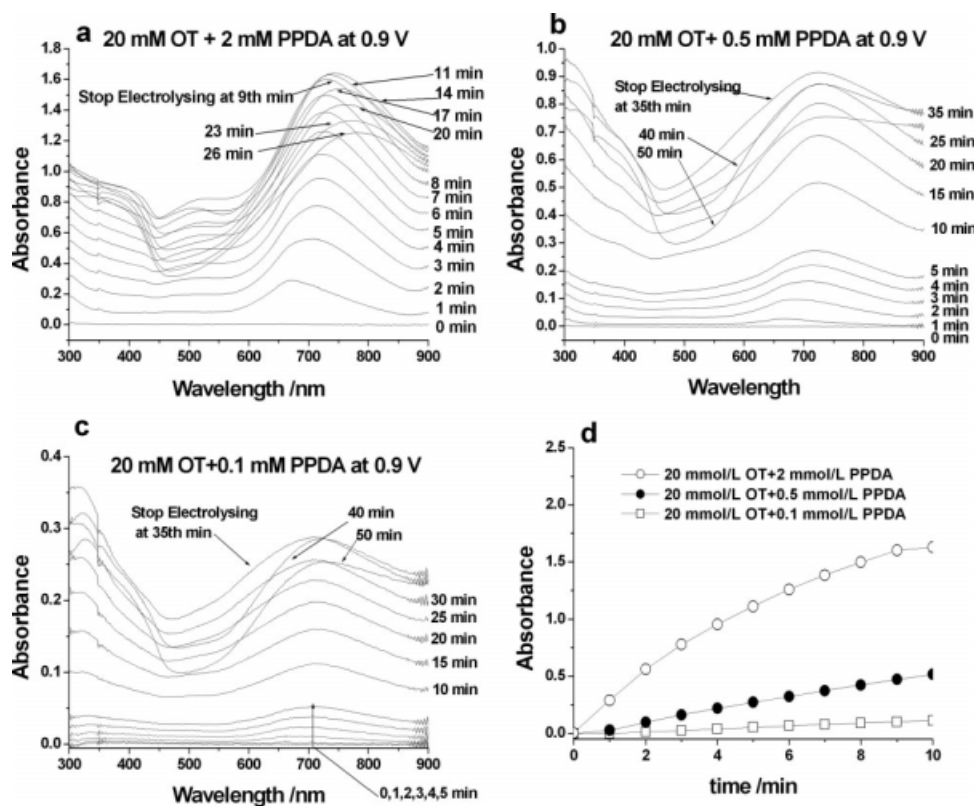 a
20 mM OT + 2 mM PPDA at 0.9 V
1.8
1.6
1.4
1.2
1.0
0.8
0.6
0.4
0.2
0.0
Absorbance
Stop Electrolysing at 9th min
11 min
14 min
17 min
20 min
23 min
26 min
8 min
7 min
6 min
5 min
4 min
3 min
2 min
1 min
0 min
300 400 500 600 700 800 900
Wavelength /nm
b
20 mM OT+ 0.5 mM PPDA at 0.9 V
1.0
0.9
0.8
0.7
0.6
0.5
0.4
0.3
0.2
0.1
0.0
Absorbance
Stop Electrolysing
at 35th min
40 min
50 min
35 min
25 min
20 min
15 min
10 min
5 min
4 min
3 min
2 min
1 min
0 min
300 400 500 600 700 800 900
Wavelength
c
20 mM OT+0.1 mM PPDA at 0.9 V
0.4
0.3
0.2
0.1
0.0
Absorbance
Stop Electrolysing
at 35th min
40 min
50 min
30 min
25 min
20 min
15 min
10 min
0,1,2,3,4,5 min
300 400 500 600 700 800 900
Wavelength /nm
d
2.5
2.0
1.5
1.0
0.5
0.0
Absorbance
20 mmol/L OT+2 mmol/L PPDA
20 mmol/L OT+0.5 mmol/L PPDA
20 mmol/L OT+0.1 mmol/L PPDA
0 2 4 6 8 10
time /min